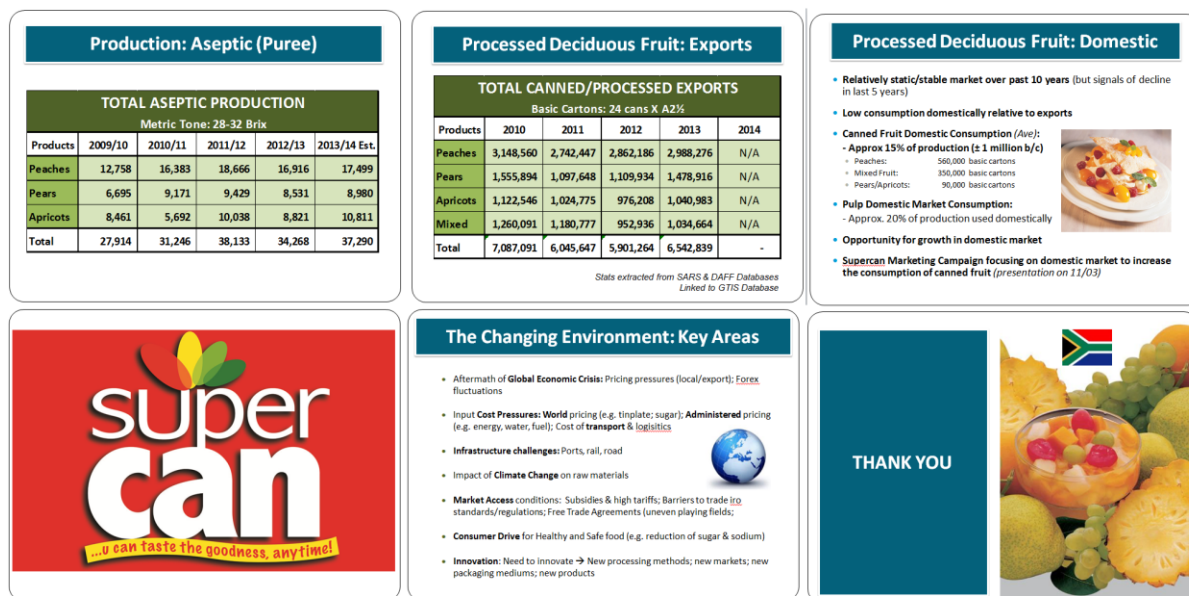 Production: Aseptic (Puree)
TOTAL ASEPTIC PRODUCTION
Metric Tone: 28-32 Brix
Products 2009/10 2010/11 2011/12 2012/13 2013/14 Est.
Peaches 12,758 16,383 18,666 16,916 17,499
Pears 6,695 9,171 9,429 8,531 8,980
Apricots 8,461 5,692 10,038 8,821 10,811
Total 27,914 31,246 38,133 34,268 37,290
Processed Deciduous Fruit: Exports
TOTAL CANNED/PROCESSED EXPORTS
Basic Cartons: 24 cans X A2½
Products 2010 2011 2012 2013 2014
Peaches 3,148,560 2,742,447 2,862,186 2,988,276 N/A
Pears 1,555,894 1,097,648 1,109,934 1,478,916 N/A
Apricots 1,122,546 1,024,775 976,208 1,040,983 N/A
Mixed 1,260,091 1,180,777 952,936 1,034,664 N/A
Total 7,087,091 6,045,647 5,901,264 6,542,839 -
Stats extracted from SARS & DAFF Databases
Linked to GTIS Database
Processed Deciduous Fruit: Domestic
• Relatively static/stable market over past 10 years (but signals of decline
in last 5 years)
• Low consumption domestically relative to exports
• Canned Fruit Domestic Consumption (Ave):
- Approx 15% of production (± 1 million b/c)
Peaches: 560,000 basic cartons
Mixed Fruit: 350,000 basic cartons
Pears/Apricots: 90,000 basic cartons
• Pulp Domestic Market Consumption:
- Approx. 20% of production used domestically
• Opportunity for growth in domestic market
• Supercan Marketing Campaign focusing on domestic market to increase
the consumption of canned fruit (presentation on 11/03)
super
can
...u can taste the goodness, anytime!
The Changing Environment: Key Areas
• Aftermath of Global Economic Crisis: Pricing pressures (local/export); Forex
fluctuations
• Input Cost Pressures: World pricing (e.g. tinplate; sugar); Administered pricing
(e.g. energy, water, fuel); Cost of transport & logisitics
• Infrastructure challenges: Ports, rail, road
• Impact of Climate Change on raw materials
• Market Access conditions: Subsidies & high tariffs; Barriers to trade iro
standards/regulations; Free Trade Agreements (uneven playing fields;
• Consumer Drive for Healthy and Safe food (e.g. reduction of sugar & sodium)
• Innovation: Need to innovate → New processing methods; new markets; new
packaging mediums; new products
THANK YOU